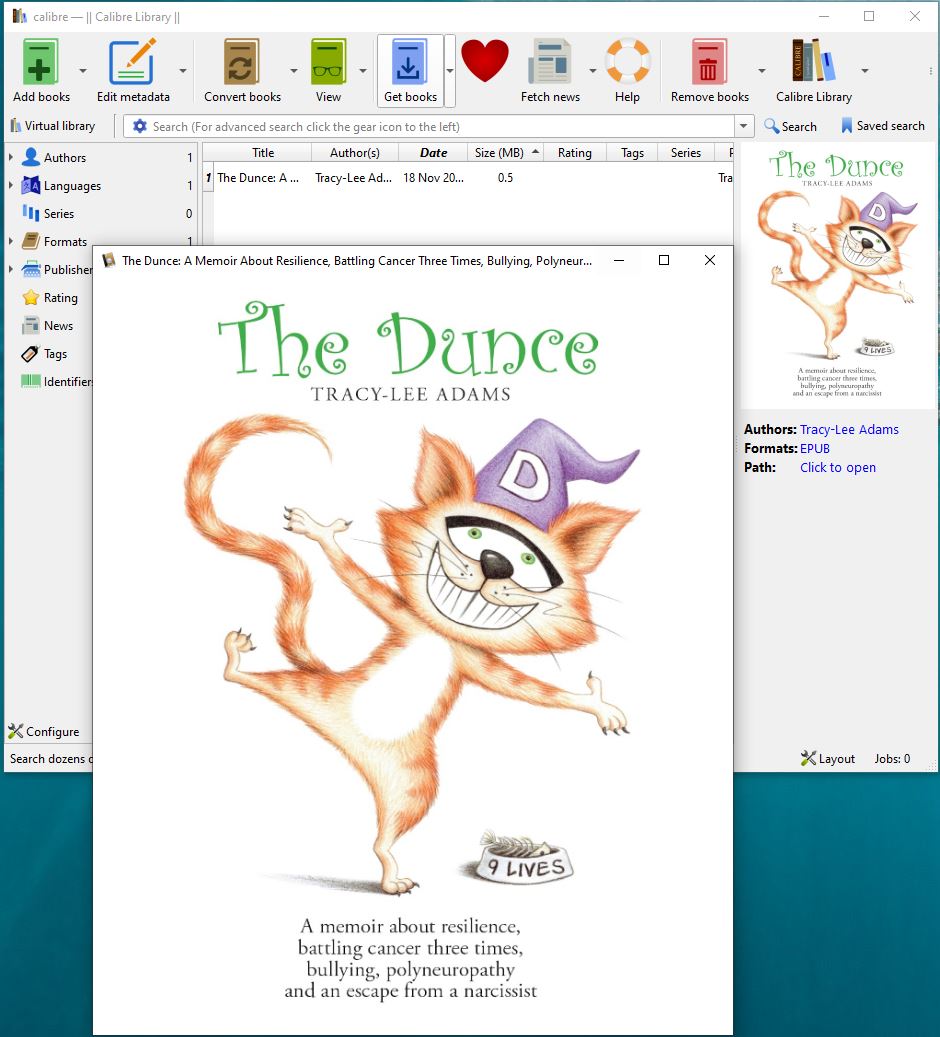 calibre — || Calibre Library ||
Add books
Edit metadata
Convert books
View
Get books
Fetch news
Help
Remove books
Calibre Library
CALIBRE
Virtual library
Search (For advanced search click the gear icon to the left)
Search
Saved search
Authors 1
Languages 1
Series 0
Formats 1
Publisher
Rating
News
Tags
Identifiers
Configure
Search dozens
Title Author(s) Date Size (MB) Rating Tags Series
1 The Dunce: A ... Tracy-Lee Ad... 18 Nov 20... 0.5 Tra
The Dunce: A Memoir About Resilience, Battling Cancer Three Times, Bullying, Polyneur...
The Dunce
TRACY-LEE ADAMS
D
9 LIVES
A memoir about resilience,
battling cancer three times,
bullying, polyneuropathy
and an escape from a narcissist
The Dunce
TRACY-LEE ADAMS
D
9 LIVES
A memoir about resilience,
battling cancer three times,
bullying, polyneuropathy
and an escape from a narcissist
Authors: Tracy-Lee Adams
Formats: EPUB
Path: Click to open
Layout
Jobs: 0